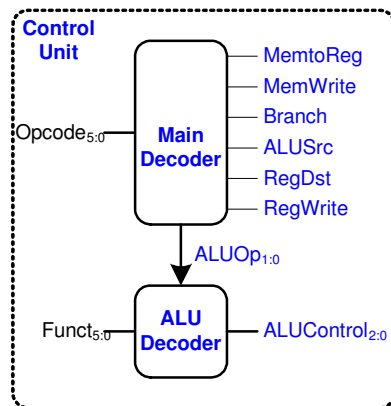 Control
Unit
MemtoReg
MemWrite
Branch
Opcode5:0
Main
Decoder
ALUSrc
RegDst
RegWrite
ALUOp1:0
Funct5:0
ALU
Decoder
ALUControl2:0